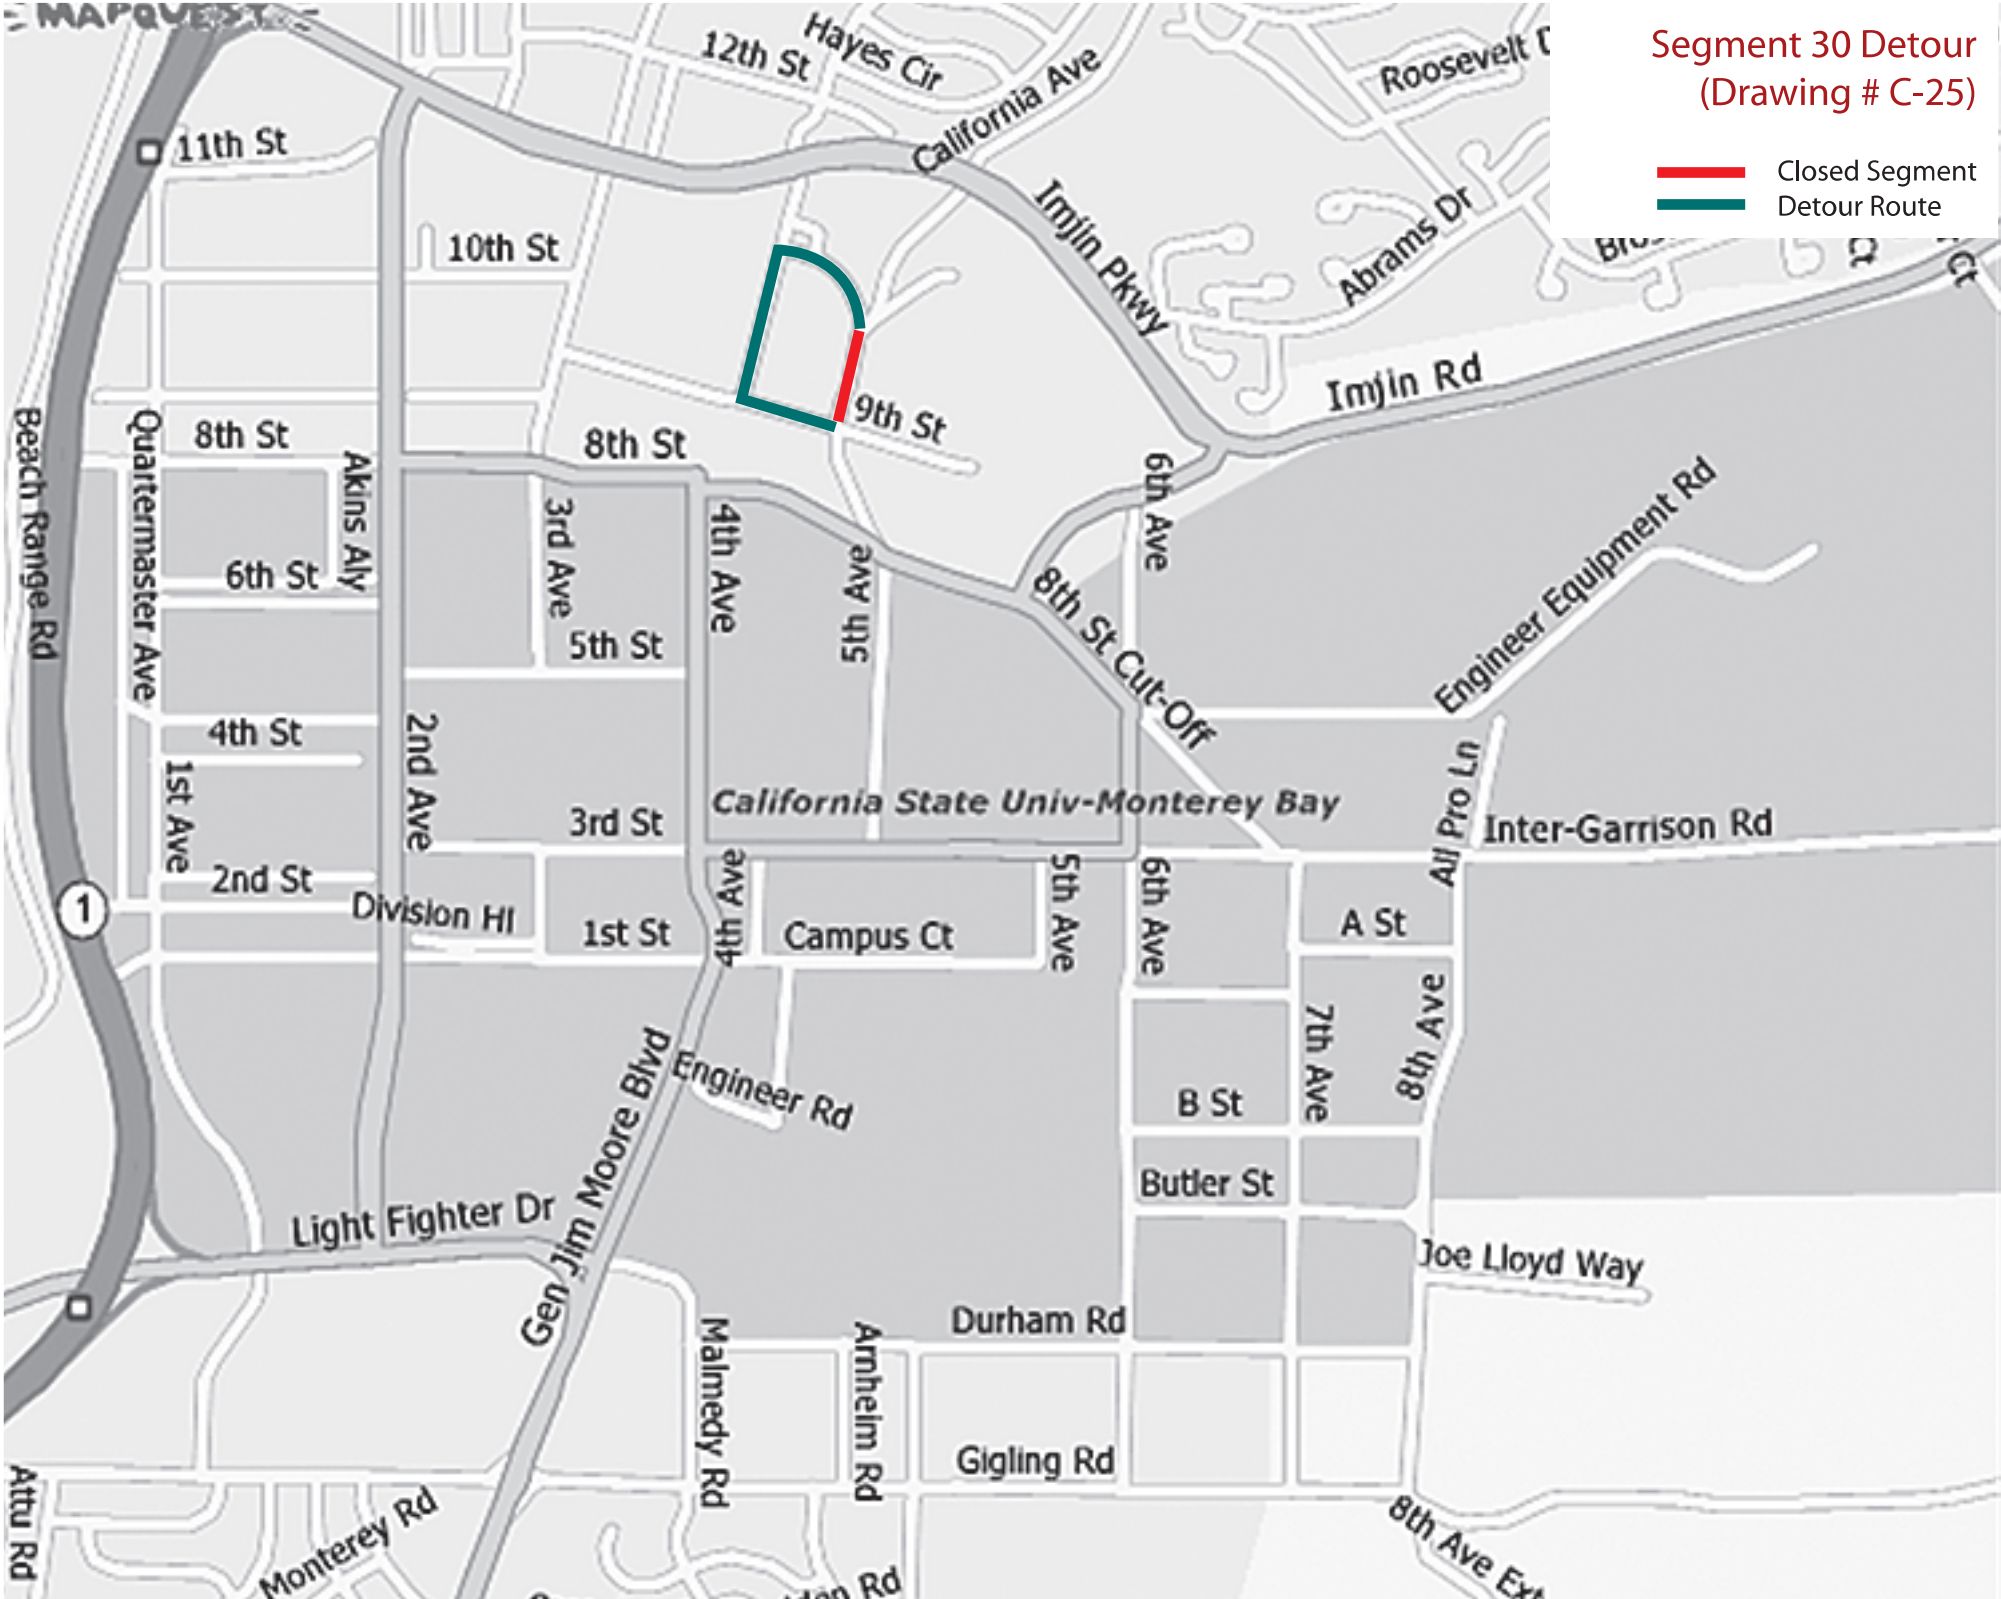 MAPQUEST
Segment 30 Detour
(Drawing # C-25)
Closed Segment
Detour Route
Hayes Cir
12th St
California Ave
Roosevelt
11th St
Imjin Pkwy
Abrams Dr
Ct
Ct
10th St
Imjin Rd
9th St
8th St
8th St
Beach Range Rd
Quartermaster Ave
Akins Aly
3rd Ave
4th Ave
5th Ave
6th Ave
6th St
8th St Cut-Off
Engineer Equipment Rd
5th St
4th St
2nd Ave
1st Ave
California State Univ-Monterey Bay
3rd St
All Pro Ln
Inter-Garrison Rd
2nd St
Division Hl
1
1st St
4th Ave
Campus Ct
5th Ave
6th Ave
A St
7th Ave
8th Ave
Engineer Rd
B St
Gen Jim Moore Blvd
Butler St
Light Fighter Dr
Joe Lloyd Way
Durham Rd
Malmedy Rd
Arnheim Rd
Gigling Rd
Attu Rd
Monterey Rd
8th Ave Ext
Rd